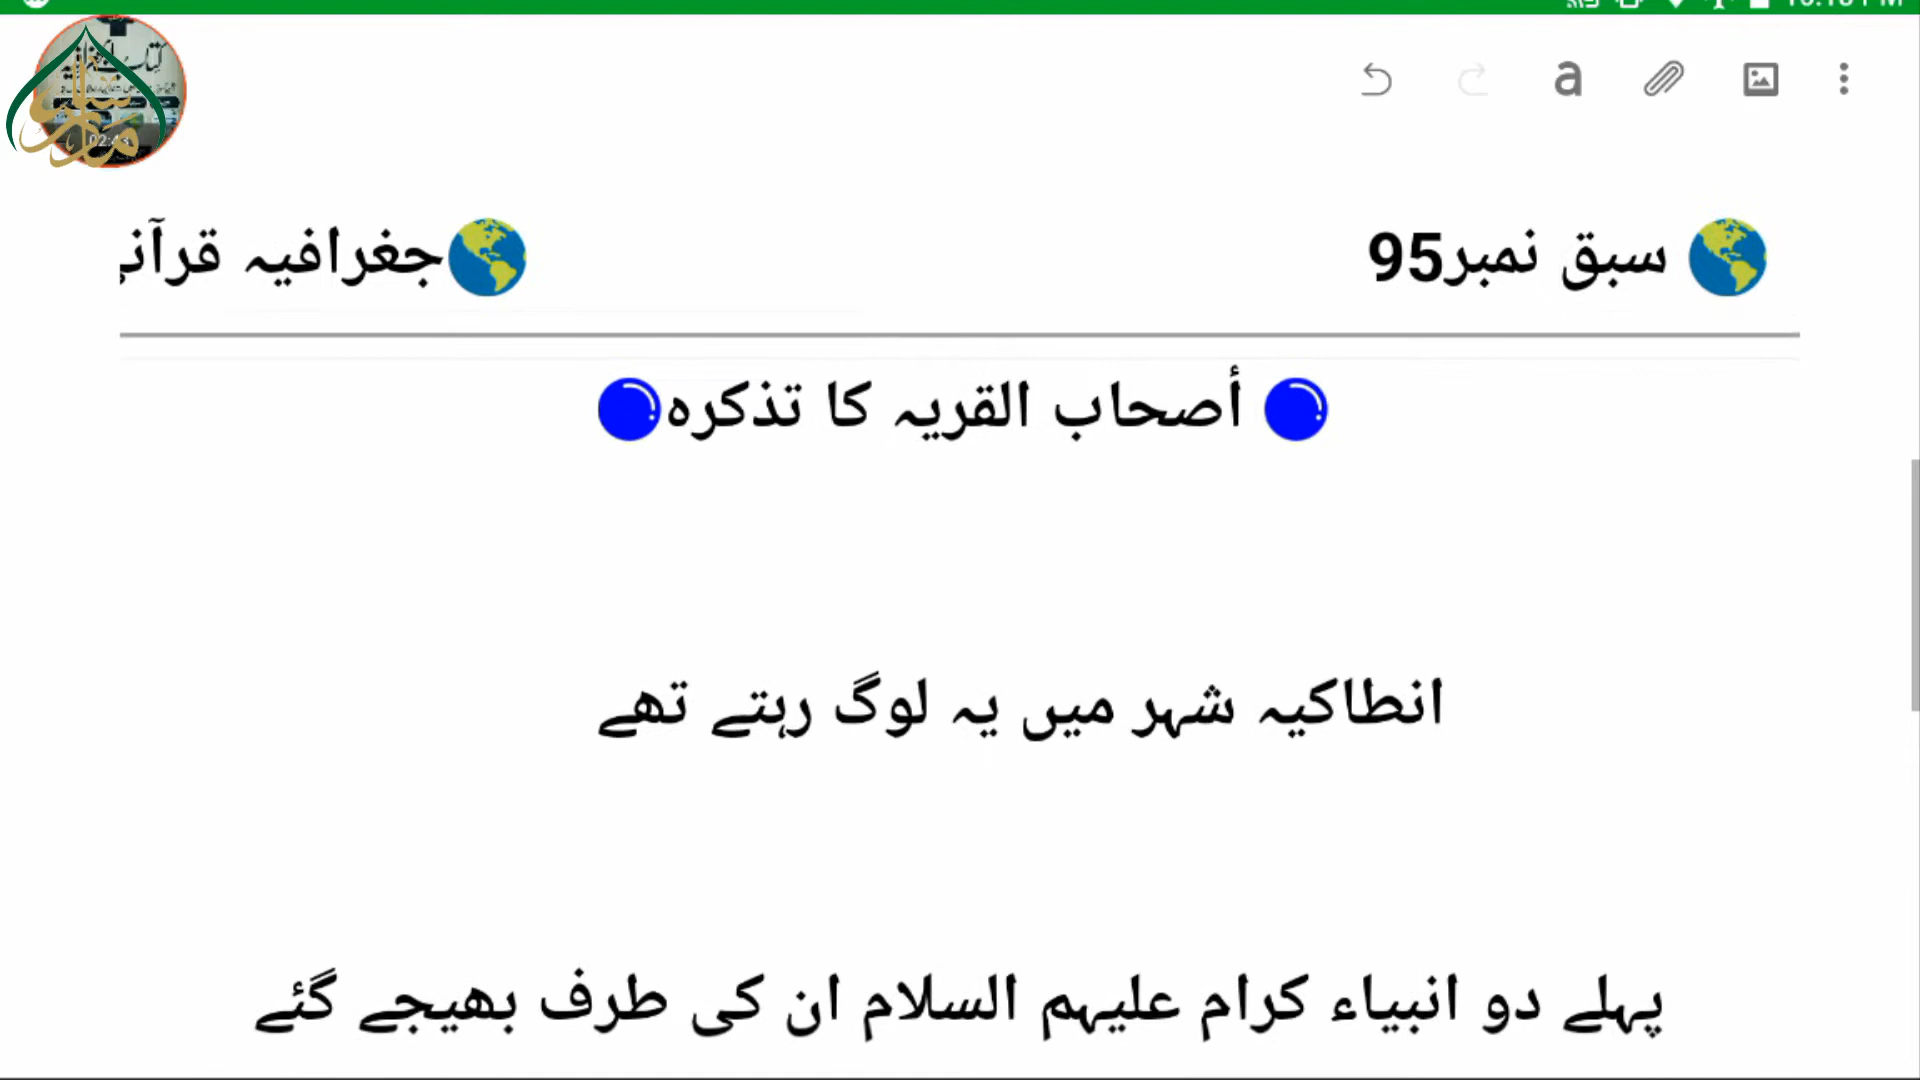 سبق نمبر95 جغرافیہ
أصحاب القریہ کا تذکرہ
انطاکیہ شہر میں یہ لوگ رہتے تھے
پہلے دو انبیاء کرام علیہم السلام ان کی طرف بھیجے گئے